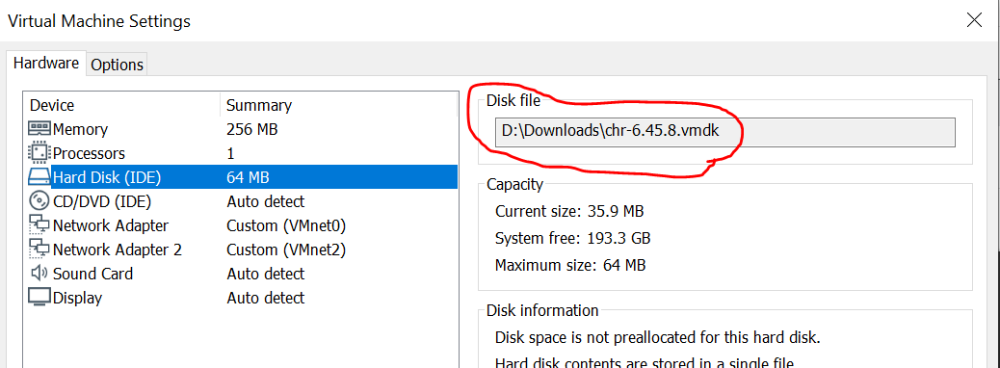 Virtual Machine Settings
Hardware Options
Device Summary
Memory 256 MB
Processors 1
Hard Disk (IDE) 64 MB
CD/DVD (IDE) Auto detect
Network Adapter Custom (VMnet0)
Network Adapter 2 Custom (VMnet2)
Sound Card Auto detect
Display Auto detect
Disk file
D:\Downloads\chr-6.45.8.vmdk
Capacity
Current size: 35.9 MB
System free: 193.3 GB
Maximum size: 64 MB
Disk information
Disk space is not preallocated for this hard disk.
Hard disk contents are stored in a single file.